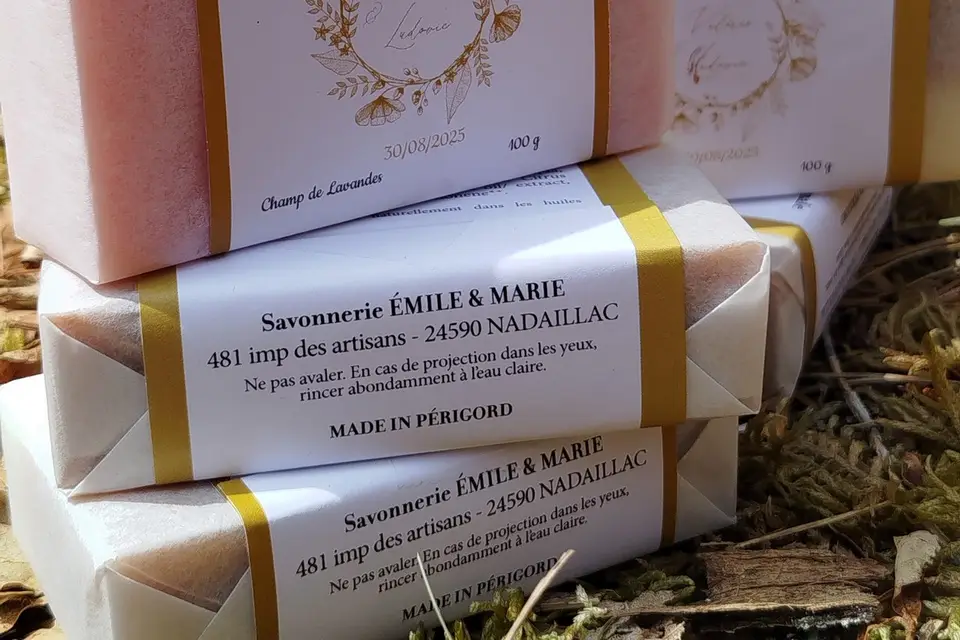 & Ludovic
30/08/2025
100 g
Champ de Lavandes
100 g
extract,
naturellement dans les huiles
Savonnerie ÉMILE & MARIE
481 imp des artisans - 24590 NADAILLAC
Ne pas avaler. En cas de projection dans les yeux,
rincer abondamment à l'eau claire.
MADE IN PÉRIGORD
Savonnerie ÉMILE & MARIE
481 imp des artisans - 24590 NADAILLAC
Ne pas avaler. En cas de projection dans les yeux,
rincer abondamment à l'eau claire.
MADE IN PÉRIGORD